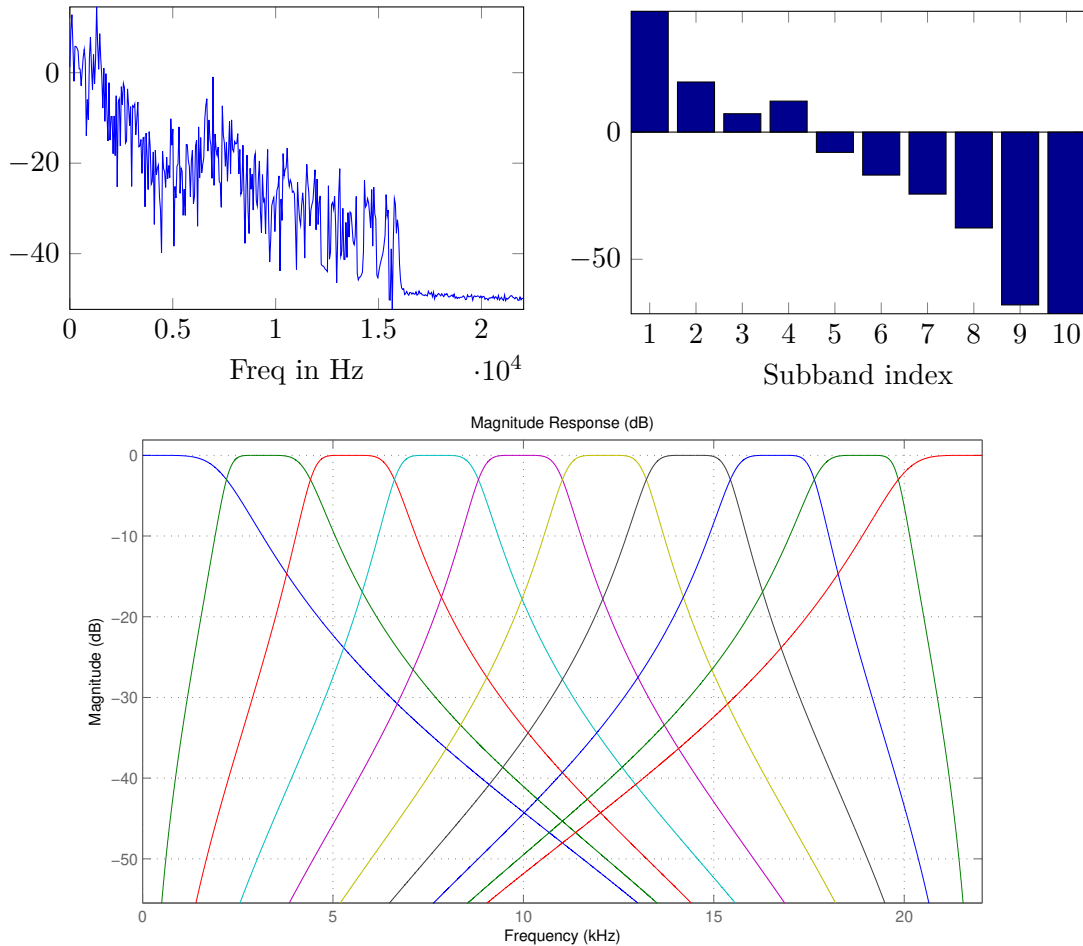 0
−20
−40
0 0.5 1 1.5 2
Freq in Hz
·10⁴
0
−50
1 2 3 4 5 6 7 8 9 10
Subband index
Magnitude Response (dB)
0
−10
−20
−30
−40
−50
Magnitude (dB)
0 5 10 15 20
Frequency (kHz)